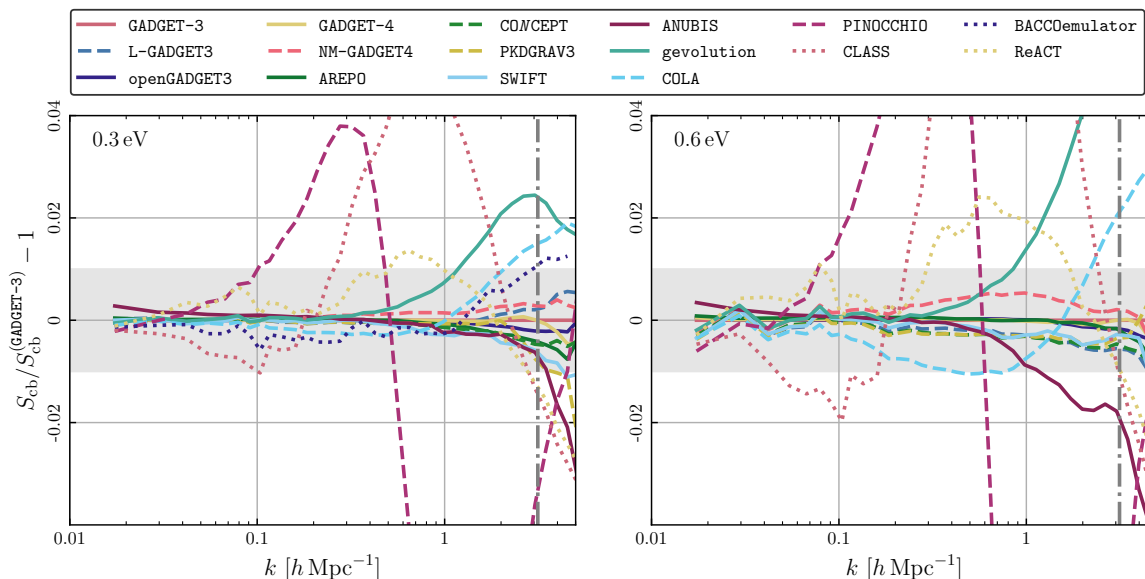 GADGET-3 GADGET-4 CONCEPT ANUBIS PINOCCHIO BACCOemulator
L-GADGET3 NM-GADGET4 PKDGRAV3 gevolution CLASS ReACT
openGADGET3 AREPO SWIFT COLA
0.3 eV 0.6 eV
0.04 0.04
0.02 0.02
0 0
-0.02 -0.02
S_cb/S_cb^(GADGET-3) − 1
0.01 0.1 1 0.01 0.1 1
k [h Mpc⁻¹] k [h Mpc⁻¹]